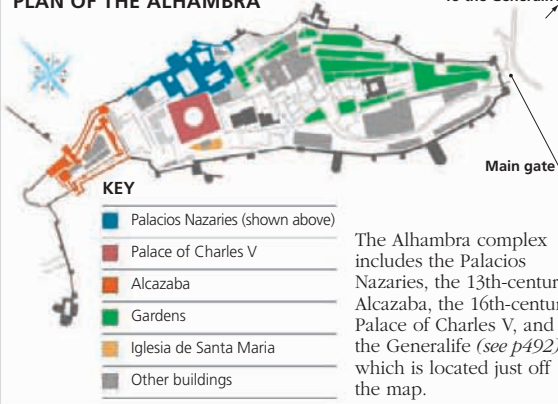 PLAN OF THE ALHAMBRA
Main gate
KEY
Palacios Nazaries (shown above)
Palace of Charles V
Alcazaba
Gardens
Iglesia de Santa Maria
Other buildings
The Alhambra complex
includes the Palacios
Nazaries, the 13th-centur
Alcazaba, the 16th-centur
Palace of Charles V, and
the Generalife (see p492)
which is located just off
the map.